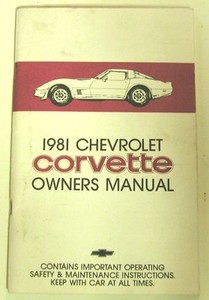 1981 CHEVROLET
corvette
OWNERS MANUAL
CONTAINS IMPORTANT OPERATING
SAFETY & MAINTENANCE INSTRUCTIONS.
KEEP WITH CAR AT ALL TIMES.